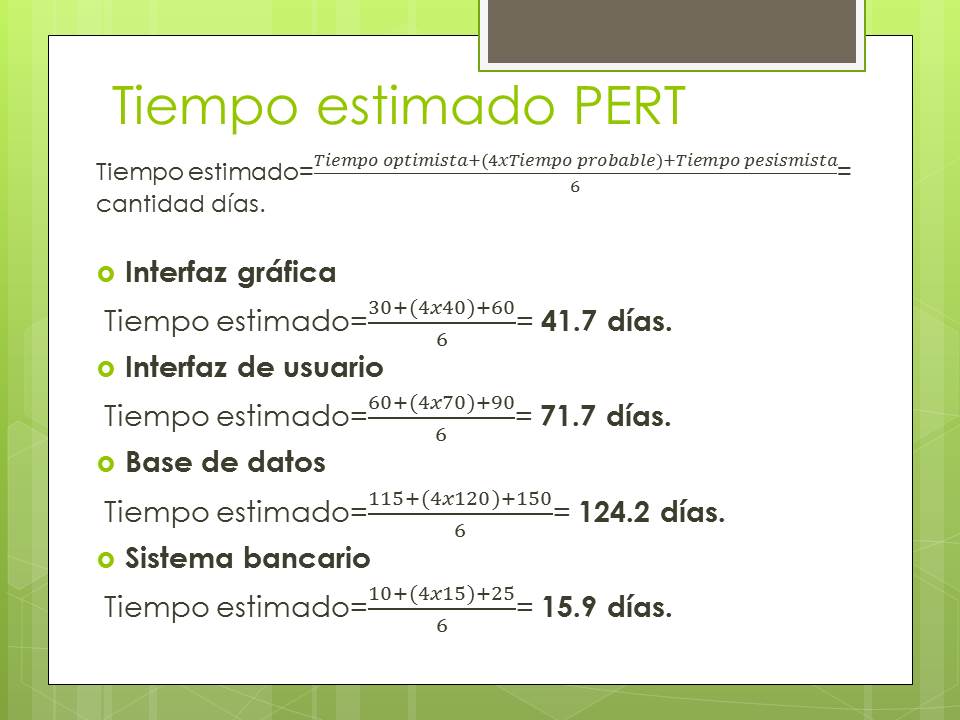 Tiempo estimado PERT
Tiempo estimado=\frac{Tiempo optimista+(4xTiempo probable)+Tiempo pesismista}{6}=
cantidad días.
Interfaz gráfica
Tiempo estimado=\frac{30+(4x40)+60}{6}= 41.7 días.
Interfaz de usuario
Tiempo estimado=\frac{60+(4x70)+90}{6}= 71.7 días.
Base de datos
Tiempo estimado=\frac{115+(4x120)+150}{6}= 124.2 días.
Sistema bancario
Tiempo estimado=\frac{10+(4x15)+25}{6}= 15.9 días.